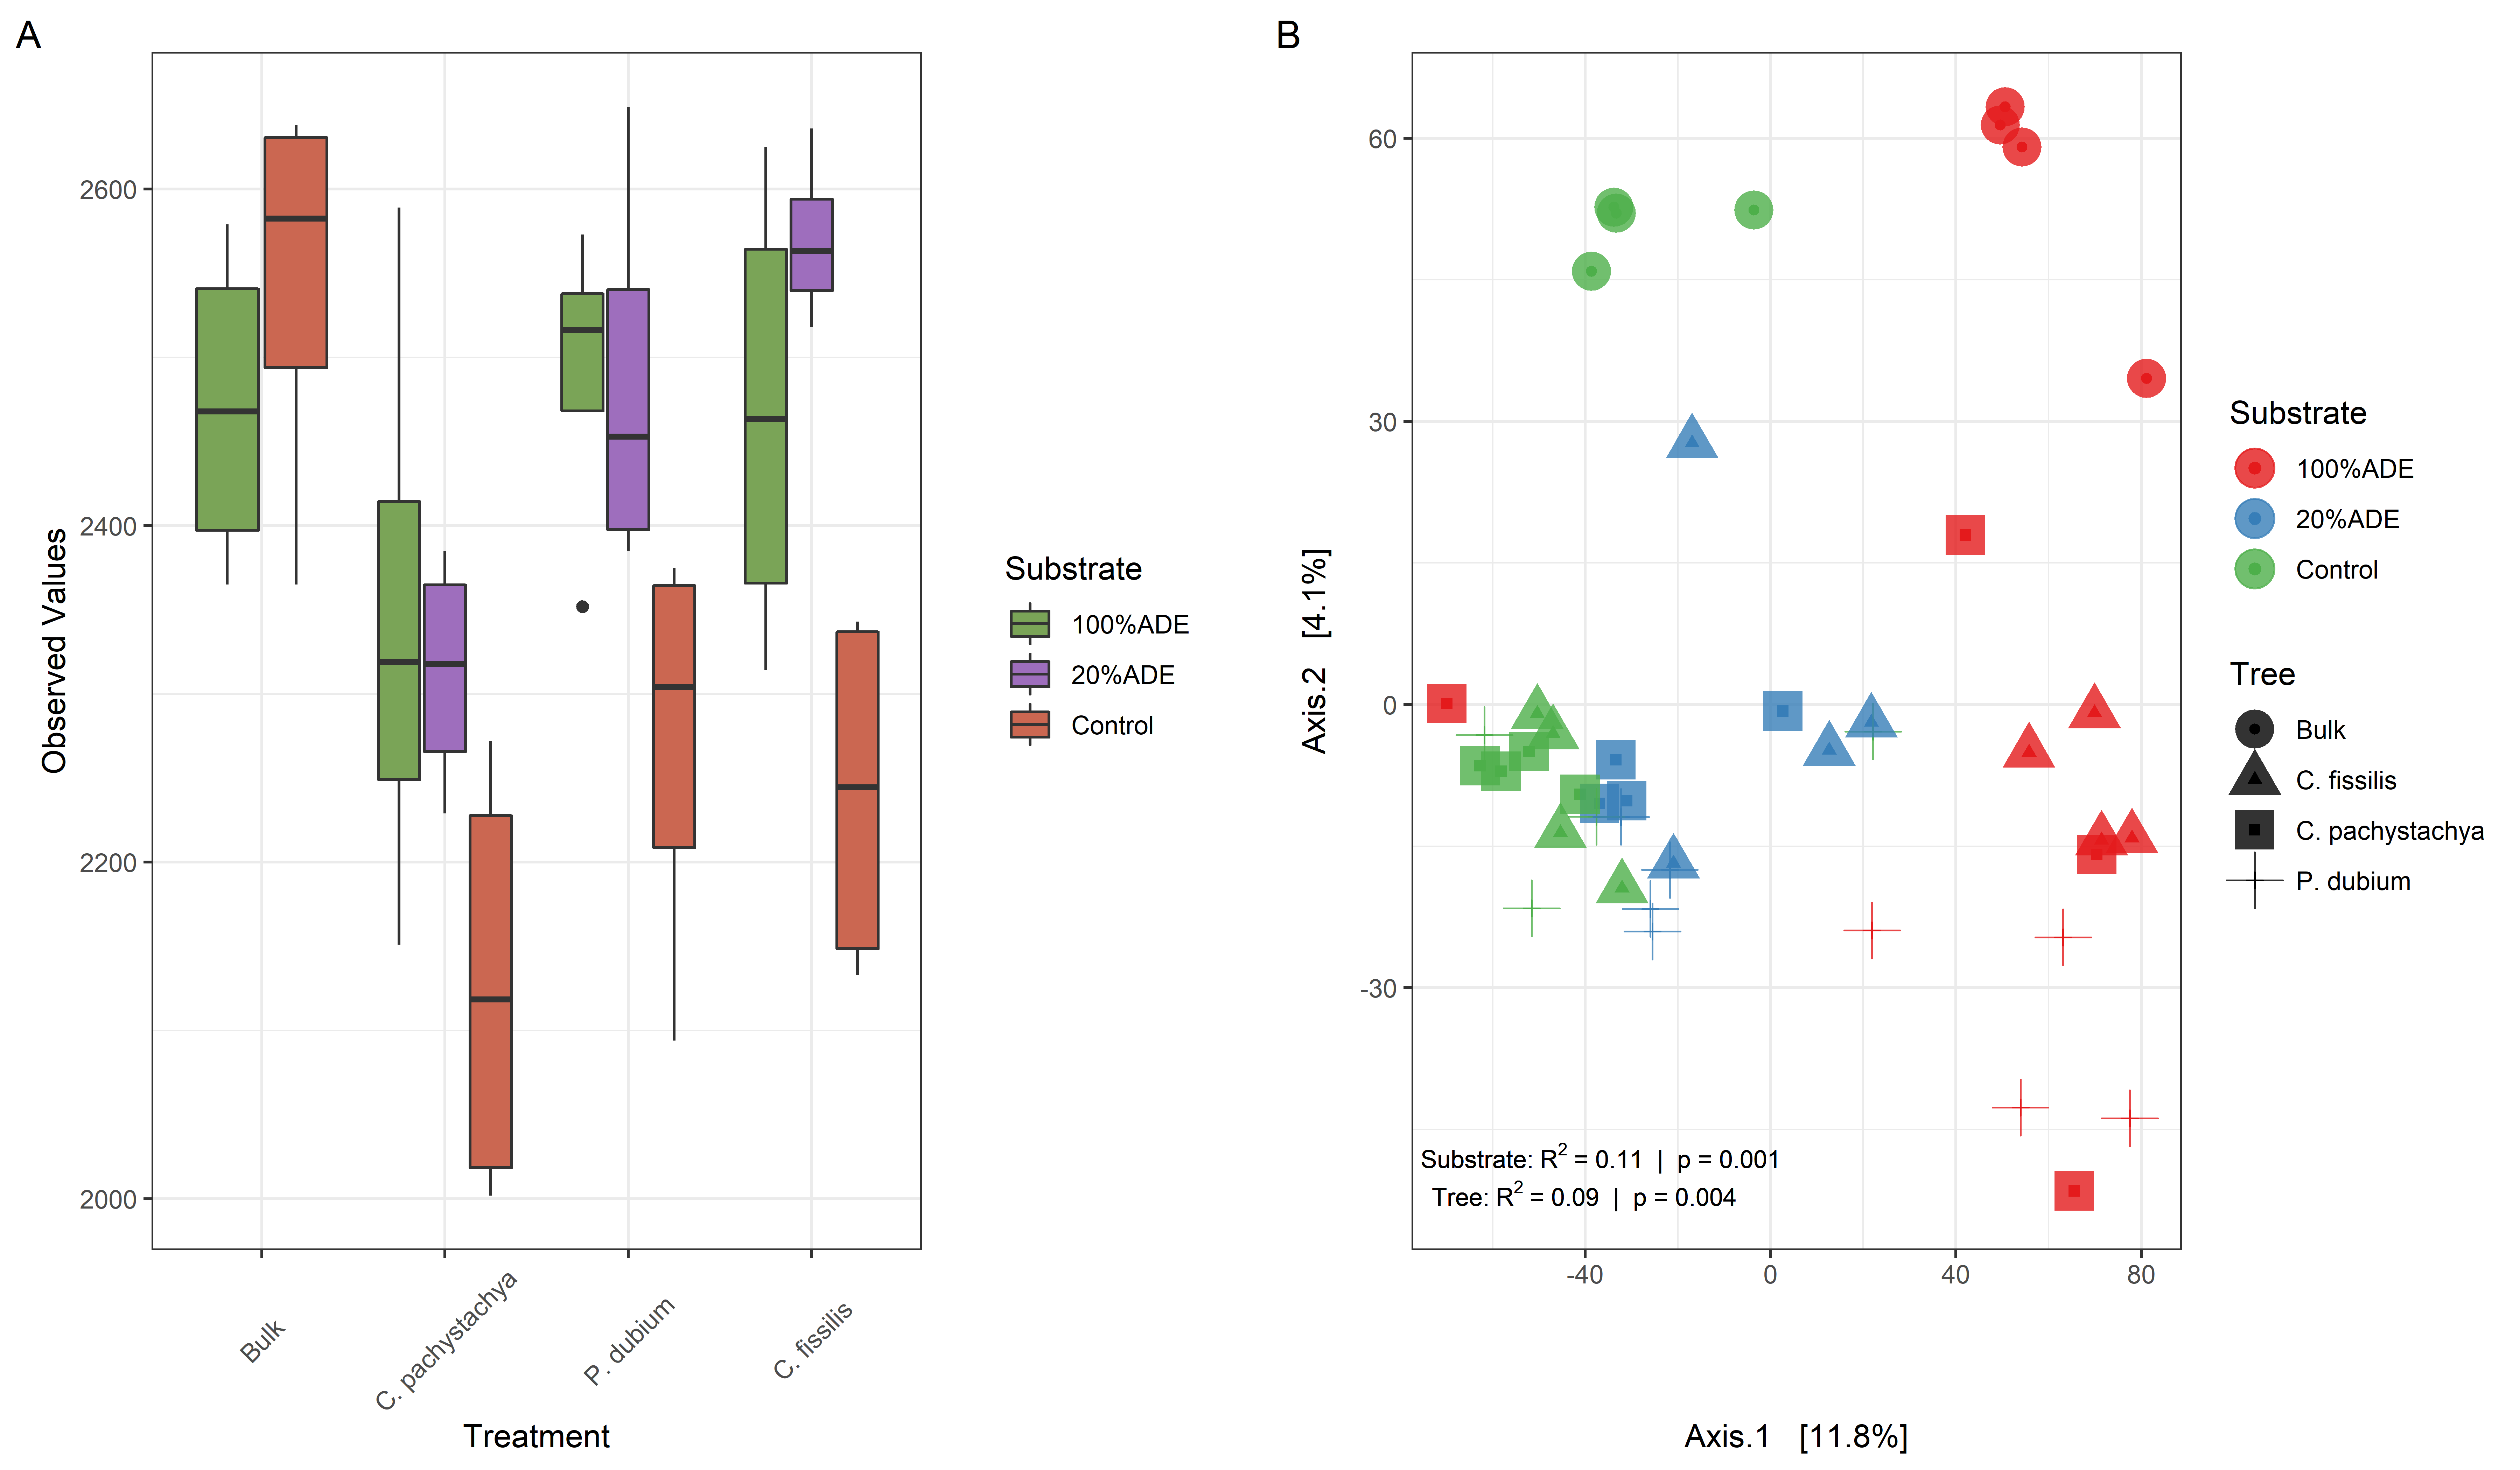 A
Observed Values
2600
2400
2200
2000
Bulk
C. pachystachya
P. dubium
C. fissilis
Treatment
Substrate
100%ADE
20%ADE
Control
B
Axis.2 [4.1%]
60
30
0
-30
Substrate: R² = 0.11 | p = 0.001
Tree: R² = 0.09 | p = 0.004
-40
0
40
80
Axis.1 [11.8%]
Substrate
100%ADE
20%ADE
Control
Tree
Bulk
C. fissilis
C. pachystachya
P. dubium